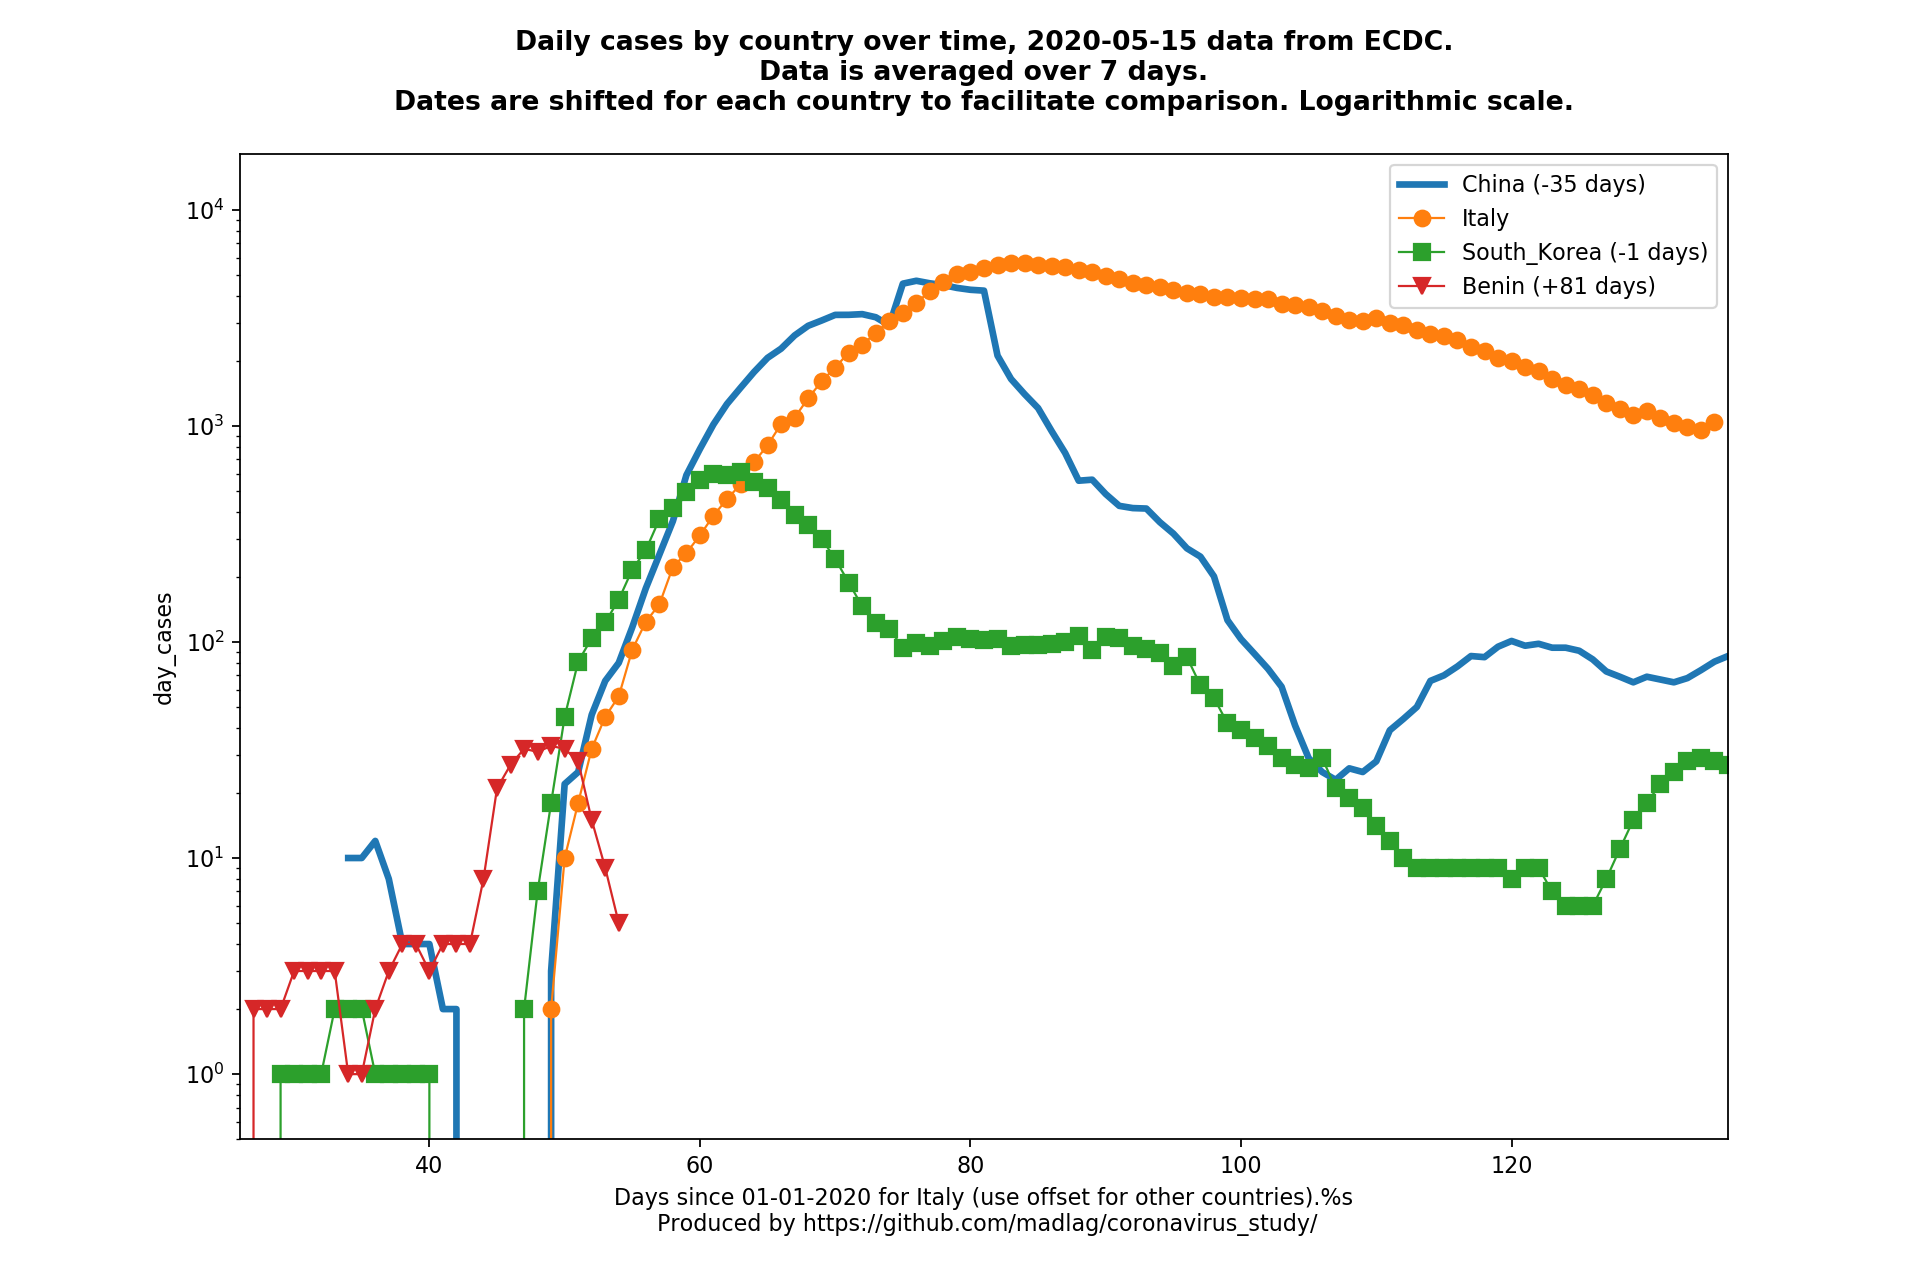 Daily cases by country over time, 2020-05-15 data from ECDC.
Data is averaged over 7 days.
Dates are shifted for each country to facilitate comparison. Logarithmic scale.
China (-35 days)
Italy
South_Korea (-1 days)
Benin (+81 days)
10^4
10^3
10^2
10^1
10^0
day_cases
40 60 80 100 120
Days since 01-01-2020 for Italy (use offset for other countries).%s
Produced by https://github.com/madlag/coronavirus_study/